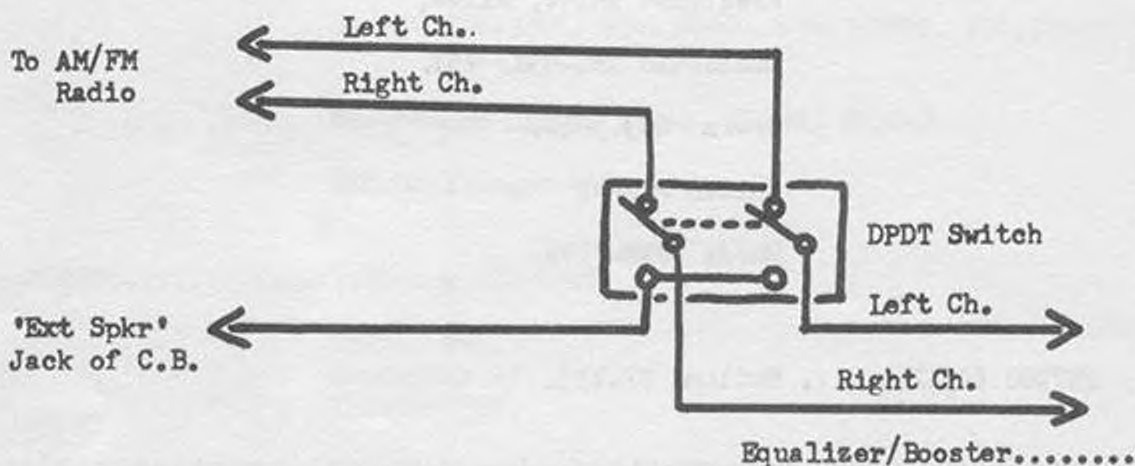 Left Ch..
To AM/FM
Radio
Right Ch.
DPDT Switch
Left Ch.
"Ext Spkr"
Jack of C.B.
Right Ch.
Equalizer/Booster........